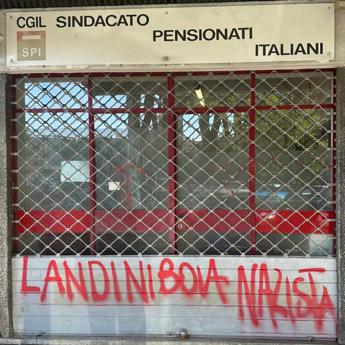 CGIL SINDACATO
SPI PENSIONATI
ITALIANI
LANDINI BOIA NAZISTA